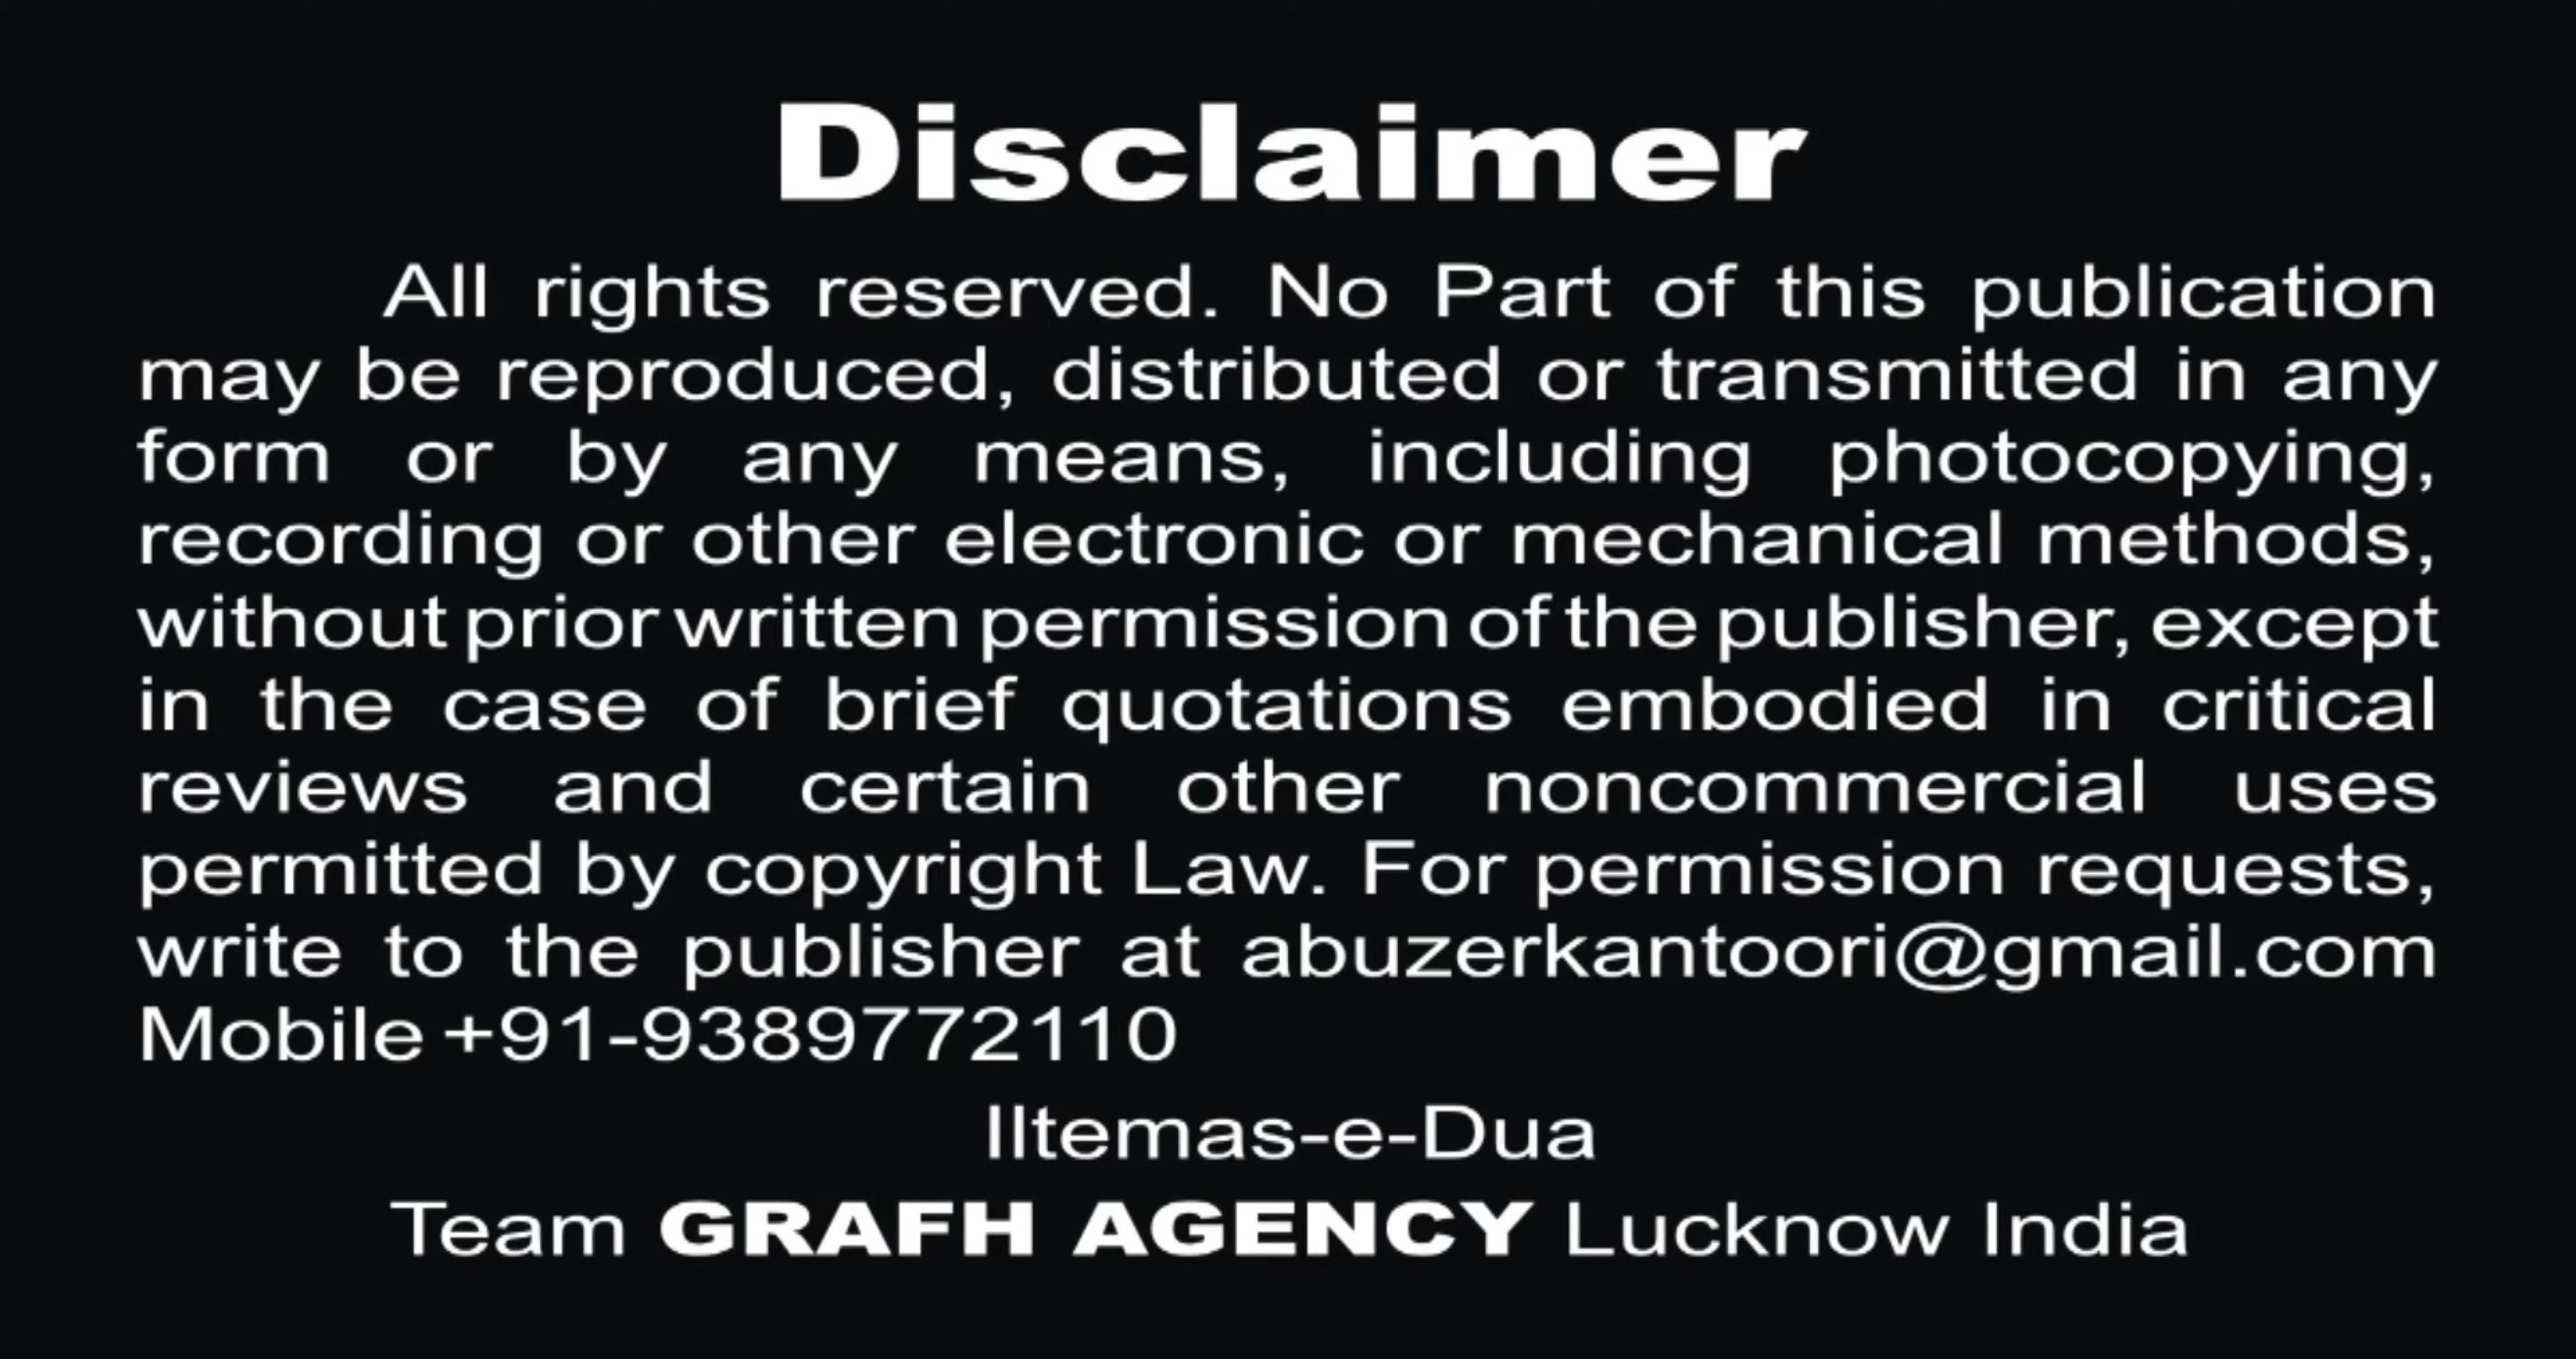 Disclaimer
All rights reserved. No Part of this publication
may be reproduced, distributed or transmitted in any
form or by any means, including photocopying,
recording or other electronic or mechanical methods,
without prior written permission of the publisher, except
in the case of brief quotations embodied in critical
reviews and certain other noncommercial uses
permitted by copyright Law. For permission requests,
write to the publisher at abuzerkantoori@gmail.com
Mobile +91-9389772110
Iltemas-e-Dua
Team GRAFH AGENCY Lucknow India